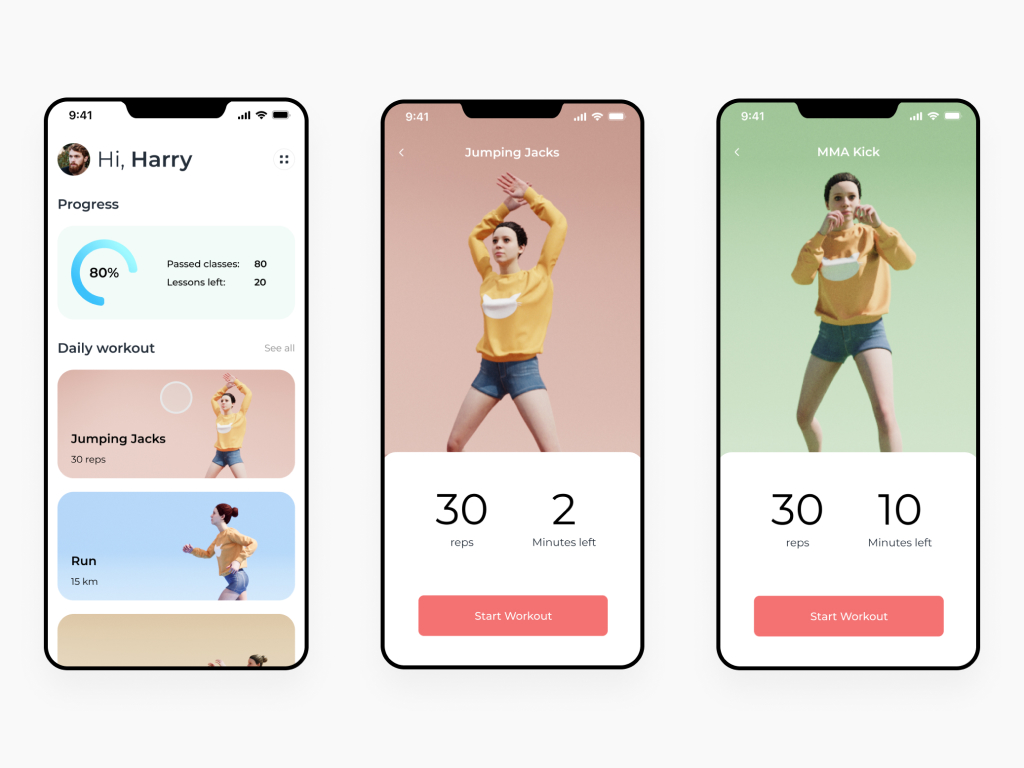 9:41
Hi, Harry
Progress
80%
Passed classes: 80
Lessons left: 20
Daily workout See all
Jumping Jacks
30 reps
Run
15 km
9:41
Jumping Jacks
30 2
reps Minutes left
Start Workout
9:41
MMA Kick
30 10
reps Minutes left
Start Workout